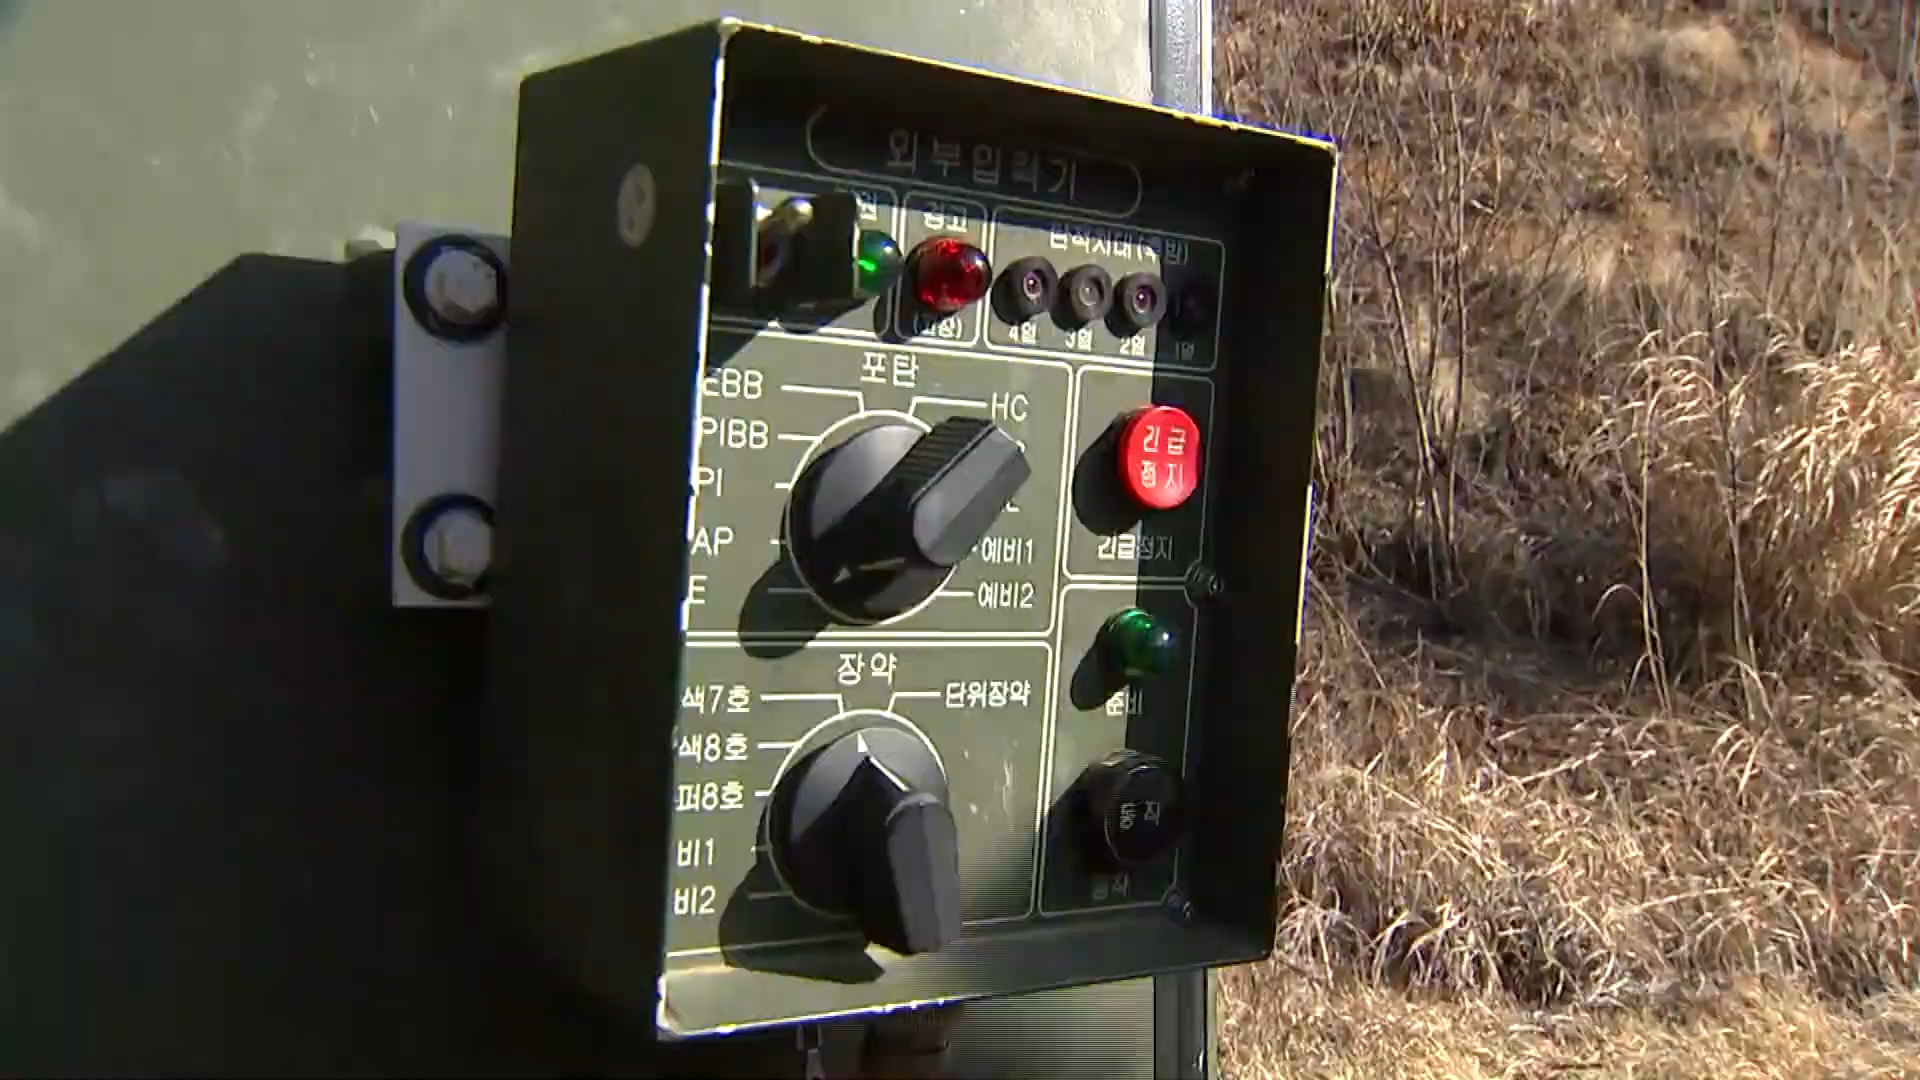 외부입력기
경고
(고장)
4열 3열 2열 1열
포탄
EBB
HC
PIBB
PI
AP
예비1
E
예비2
긴급
정지
긴급정지
장약
색7호
단위장약
색8호
퍼8호
비1
비2
준비
동작
동작